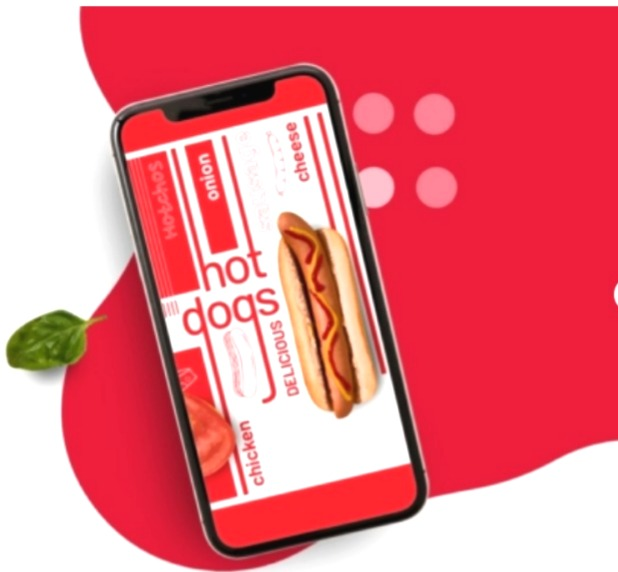 Hotchos
onion
cheese
hot
dogs
DELICIOUS
chicken